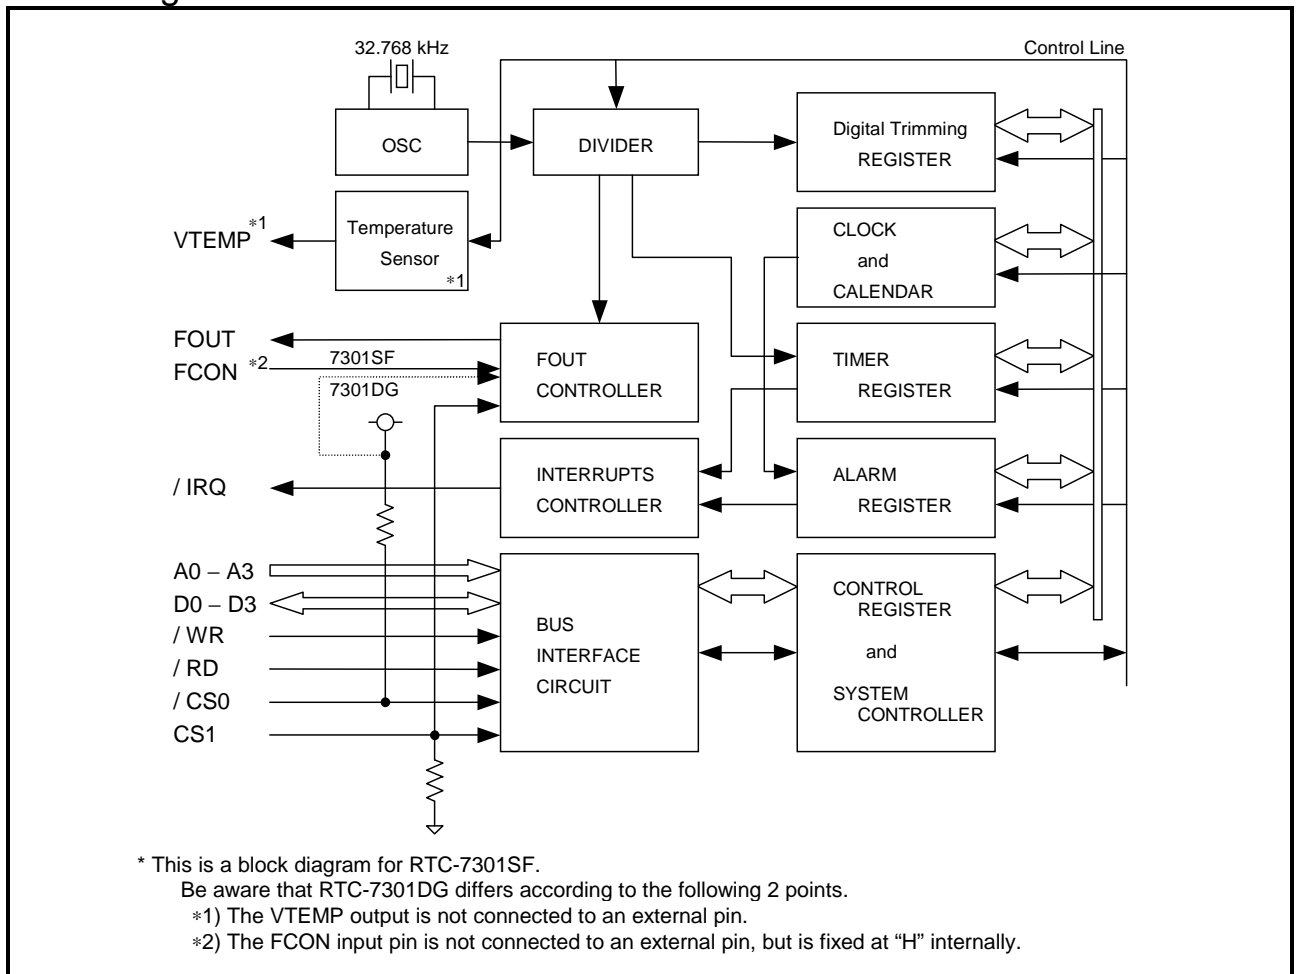 32.768 kHz
Control Line
OSC
DIVIDER
Digital Trimming
REGISTER
VTEMP*1
Temperature
Sensor
*1
CLOCK
and
CALENDAR
FOUT
FCON *2
7301SF
7301DG
FOUT
CONTROLLER
TIMER
REGISTER
/ IRQ
INTERRUPTS
CONTROLLER
ALARM
REGISTER
A0 – A3
D0 – D3
/ WR
/ RD
/ CS0
CS1
BUS
INTERFACE
CIRCUIT
CONTROL
REGISTER
and
SYSTEM
CONTROLLER
* This is a block diagram for RTC-7301SF.
Be aware that RTC-7301DG differs according to the following 2 points.
*1) The VTEMP output is not connected to an external pin.
*2) The FCON input pin is not connected to an external pin, but is fixed at “H” internally.